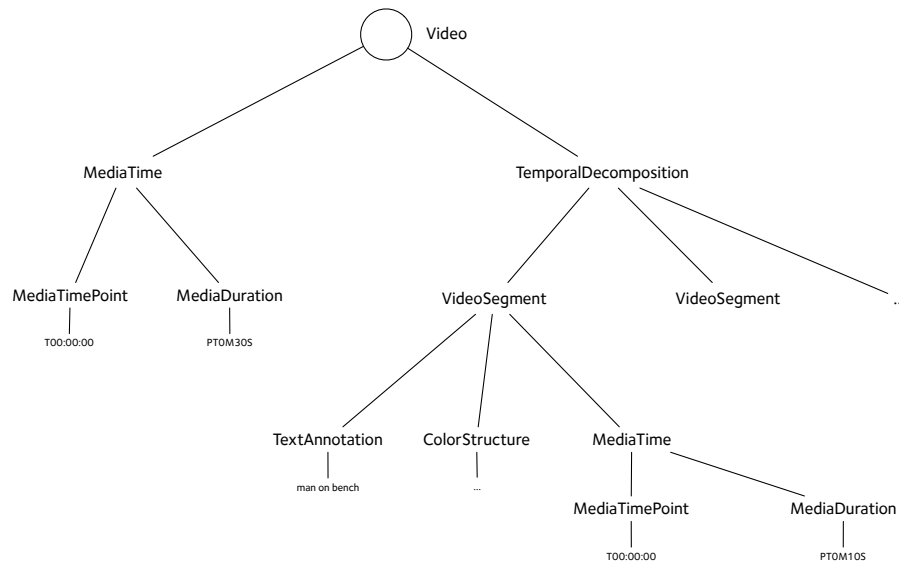 Video
MediaTime
TemporalDecomposition
MediaTimePoint
MediaDuration
VideoSegment
VideoSegment
..
T00:00:00
PT0M30S
TextAnnotation
ColorStructure
MediaTime
man on bench
...
MediaTimePoint
MediaDuration
T00:00:00
PT0M10S